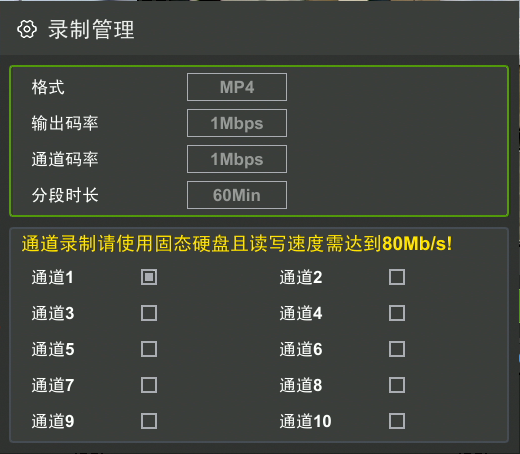 录制管理
格式 MP4
输出码率 1Mbps
通道码率 1Mbps
分段时长 60Min
通道录制请使用固态硬盘且读写速度需达到80Mb/s!
通道1 通道2
通道3 通道4
通道5 通道6
通道7 通道8
通道9 通道10